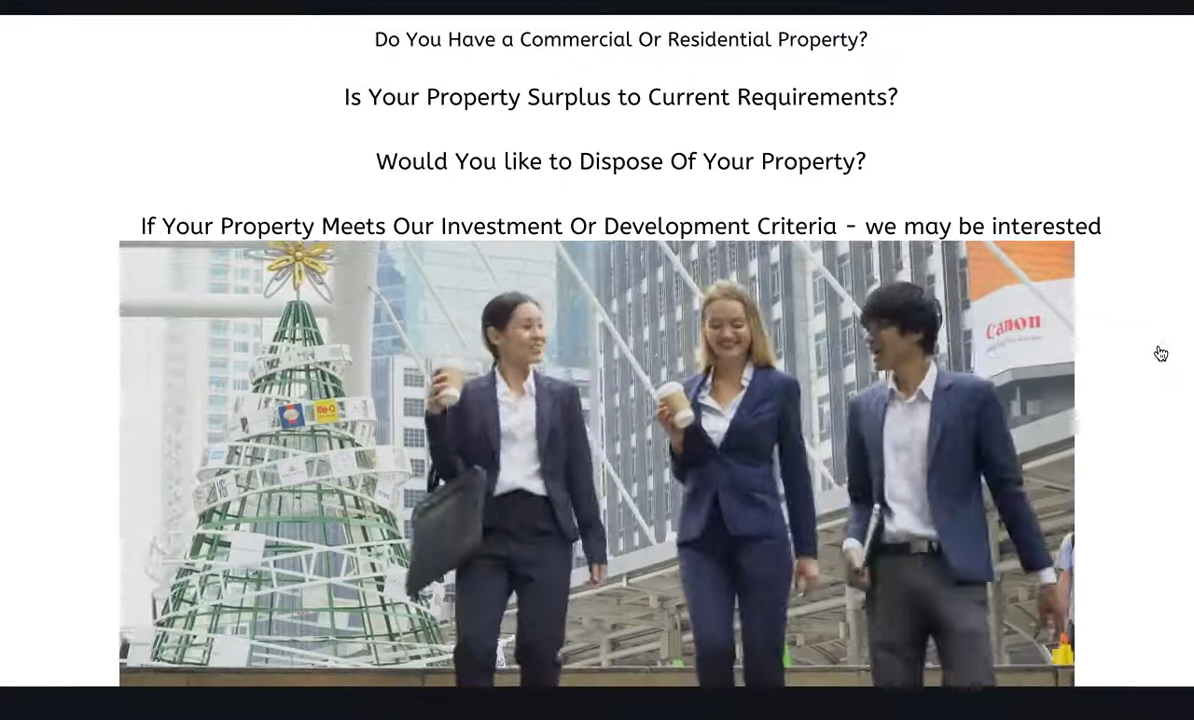 Do You Have a Commercial Or Residential Property?
Is Your Property Surplus to Current Requirements?
Would You like to Dispose Of Your Property?
If Your Property Meets Our Investment Or Development Criteria - we may be interested
Canon
Me-O